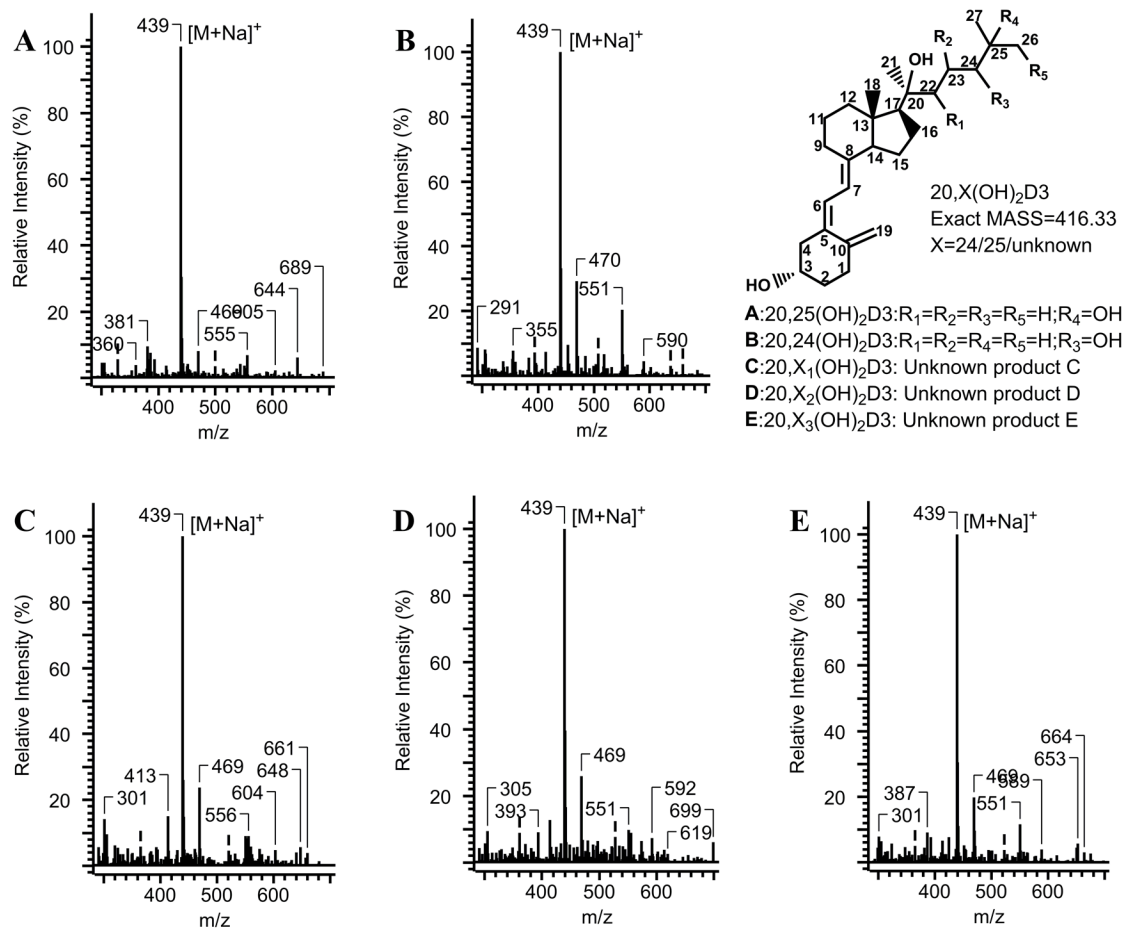 A
439
[M+Na]+
100
80
60
40
20
Relative Intensity (%)
381
360
469
605
555
644
689
400
600
m/z
B
439
[M+Na]+
100
80
60
40
20
Relative Intensity (%)
291
355
470
551
590
400
600
m/z
27
R4
26
R2
24
25
R5
21
OH
23
R3
18
22
12
17
20
R1
11
13
16
9
8
14
15
7
6
5
19
4
10
3
1
2
HO
20,X(OH)2D3
Exact MASS=416.33
X=24/25/unknown
A:20,25(OH)2D3:R1=R2=R3=R5=H;R4=OH
B:20,24(OH)2D3:R1=R2=R4=R5=H;R3=OH
C:20,X1(OH)2D3: Unknown product C
D:20,X2(OH)2D3: Unknown product D
E:20,X3(OH)2D3: Unknown product E
C
439
[M+Na]+
100
80
60
40
20
Relative Intensity (%)
301
413
469
556
604
648
661
400
600
m/z
D
439
[M+Na]+
100
80
60
40
20
Relative Intensity (%)
305
393
469
551
592
699
619
400
600
m/z
E
439
[M+Na]+
100
80
60
40
20
Relative Intensity (%)
301
387
469
551
589
653
664
400
600
m/z